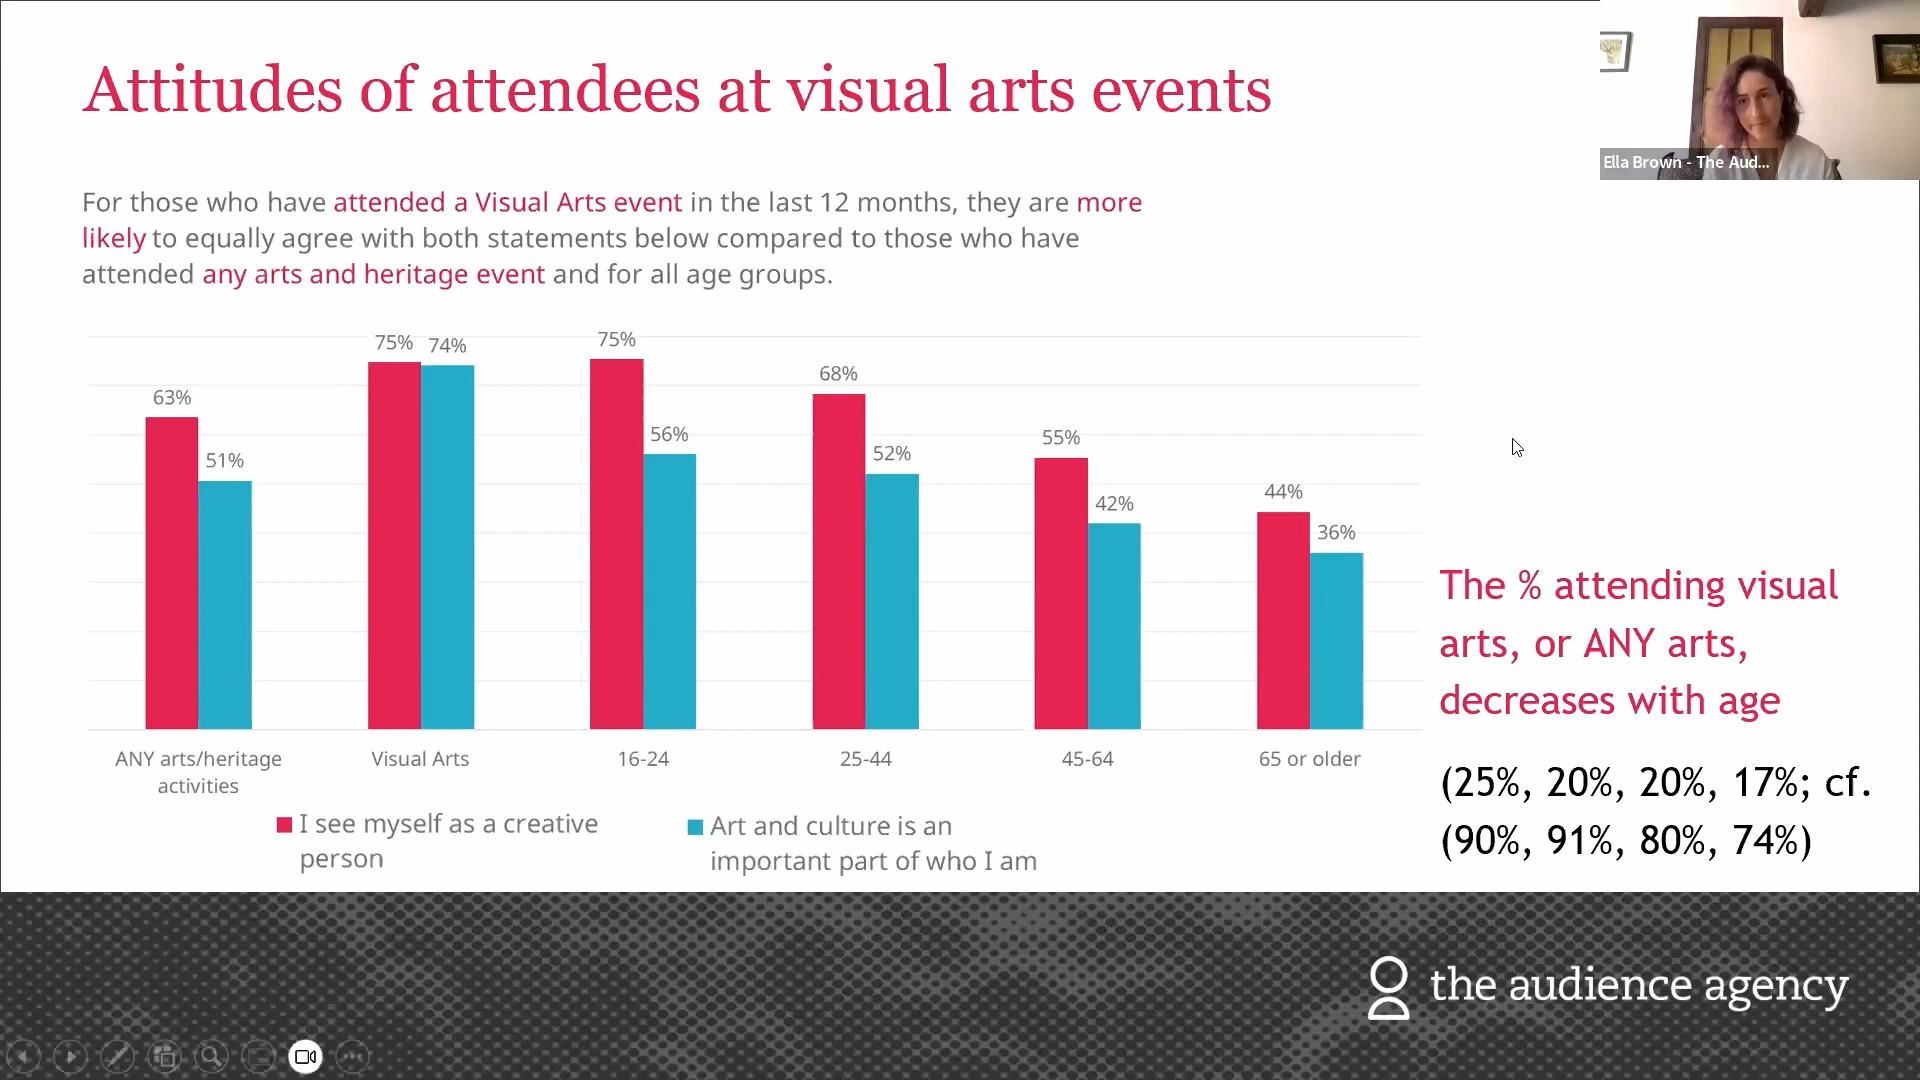 Attitudes of attendees at visual arts events
Ella Brown - The Aud...
For those who have attended a Visual Arts event in the last 12 months, they are more
likely to equally agree with both statements below compared to those who have
attended any arts and heritage event and for all age groups.
63%
51%
75%
74%
75%
56%
68%
52%
55%
42%
44%
36%
ANY arts/heritage
activities
Visual Arts
16-24
25-44
45-64
65 or older
I see myself as a creative
person
Art and culture is an
important part of who I am
The % attending visual
arts, or ANY arts,
decreases with age
(25%, 20%, 20%, 17%; cf.
(90%, 91%, 80%, 74%)
the audience agency